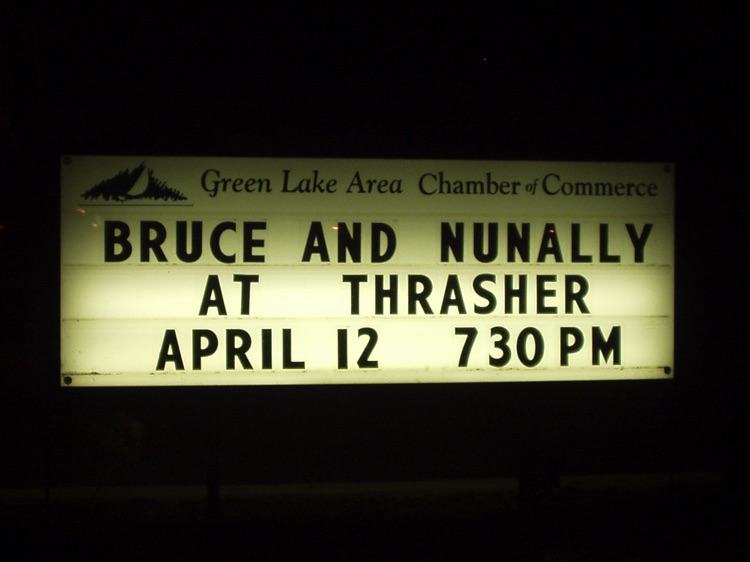 Green Lake Area Chamber of Commerce
BRUCE AND NUNALLY
AT THRASHER
APRIL 12 730 PM